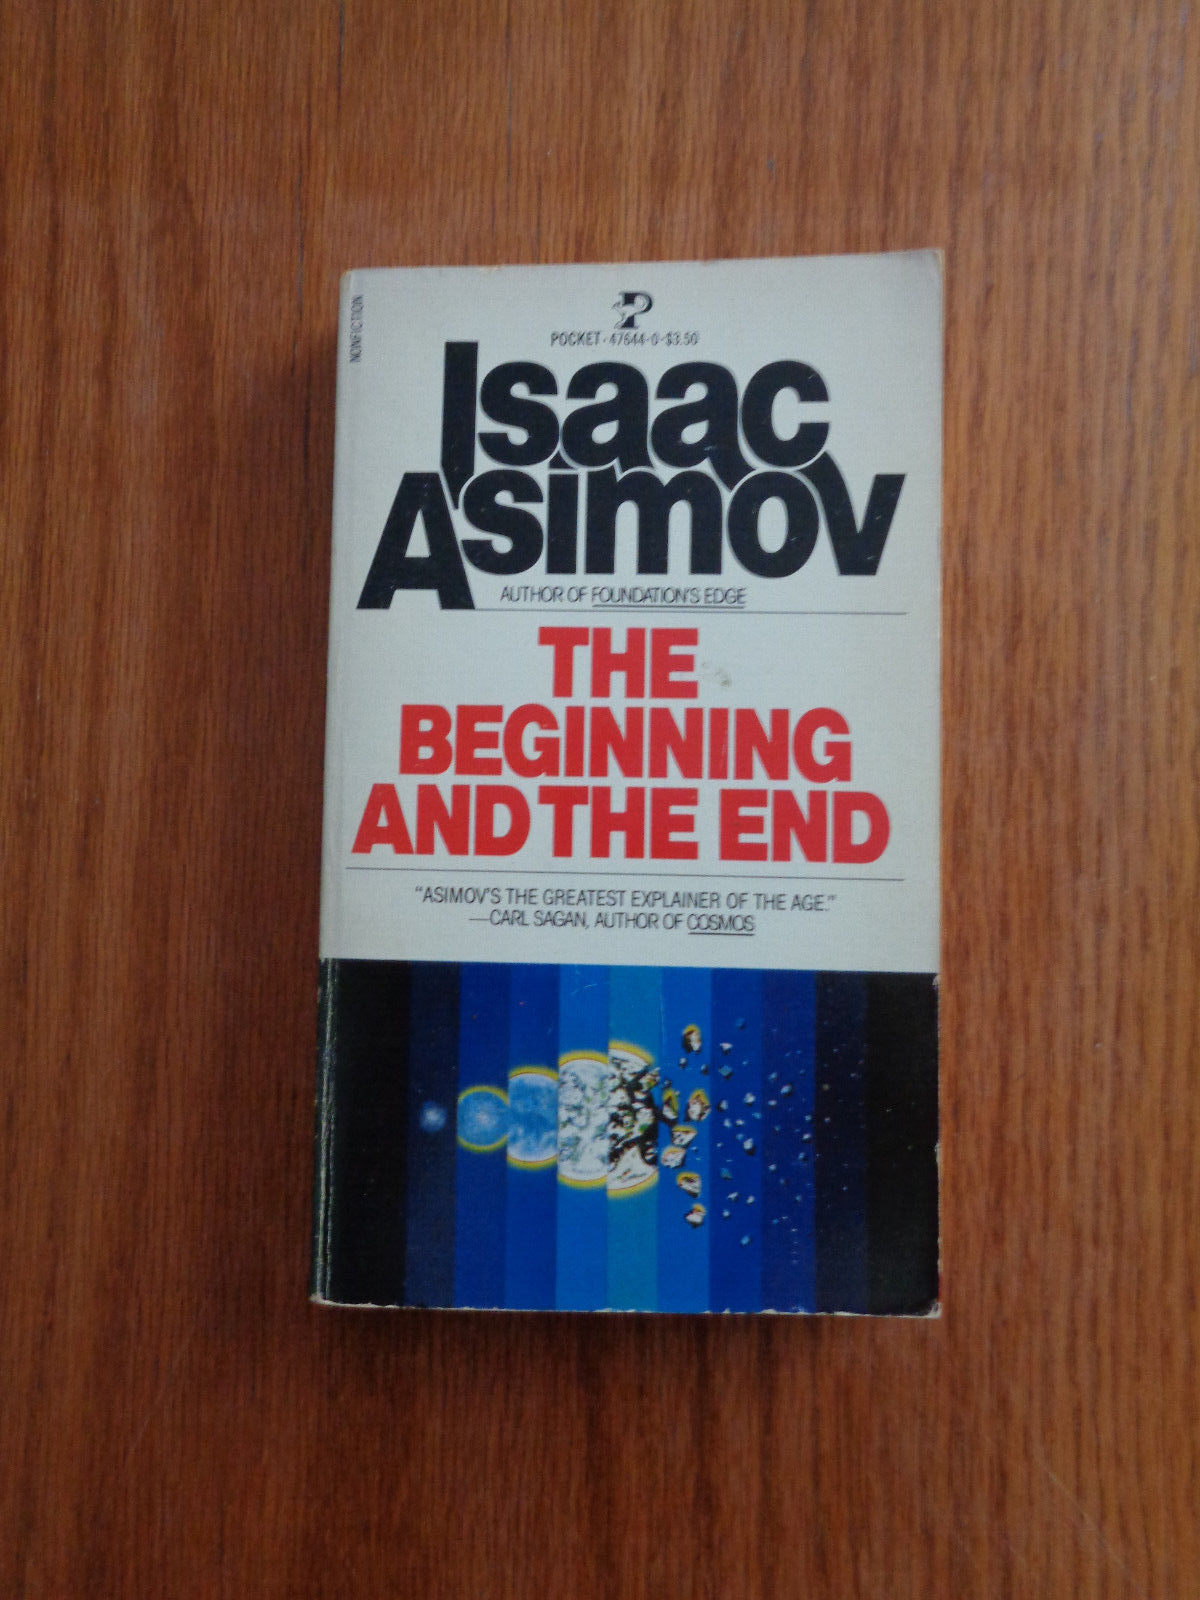 NONFICTION
P
POCKET · 47644-0 · $3.50
Isaac
Asimov
AUTHOR OF FOUNDATION'S EDGE
THE
BEGINNING
AND THE END
"ASIMOV'S THE GREATEST EXPLAINER OF THE AGE."
—CARL SAGAN, AUTHOR OF COSMOS